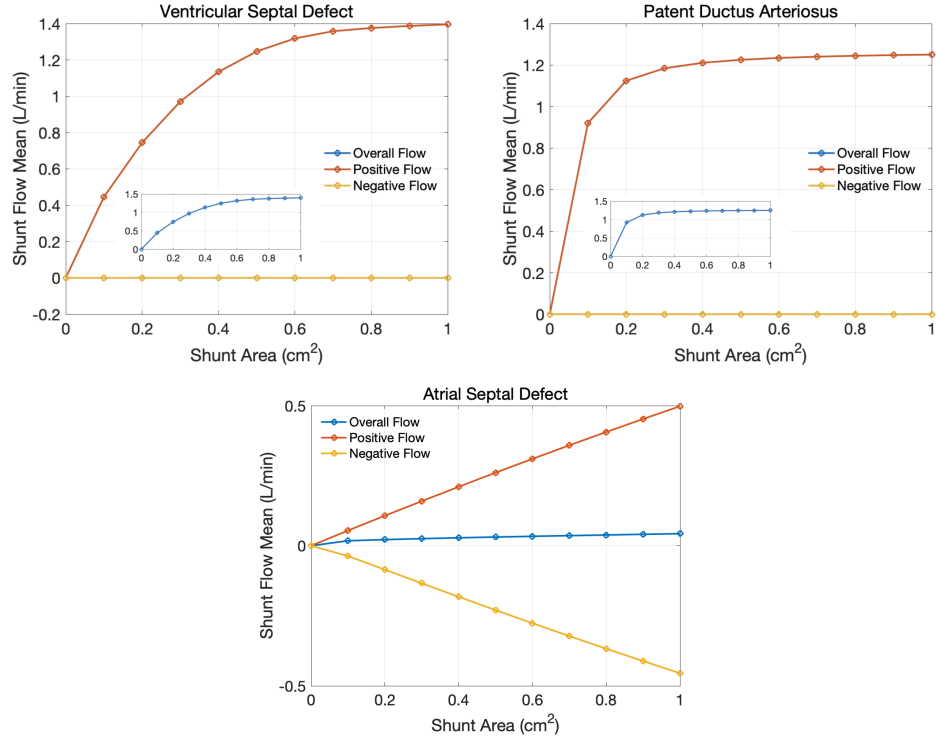 Ventricular Septal Defect
1.4
1.2
1
0.8
0.6
0.4
0.2
0
-0.2
Shunt Flow Mean (L/min)
Overall Flow
Positive Flow
Negative Flow
1.5
1
0.5
0
0 0.2 0.4 0.6 0.8 1
0 0.2 0.4 0.6 0.8 1
Shunt Area (cm²)
Patent Ductus Arteriosus
1.4
1.2
1
0.8
0.6
0.4
0.2
0
Shunt Flow Mean (L/min)
Overall Flow
Positive Flow
Negative Flow
1.5
1
0.5
0
0 0.2 0.4 0.6 0.8 1
0 0.2 0.4 0.6 0.8 1
Shunt Area (cm²)
Atrial Septal Defect
0.5
0
-0.5
Shunt Flow Mean (L/min)
Overall Flow
Positive Flow
Negative Flow
0 0.2 0.4 0.6 0.8 1
Shunt Area (cm²)